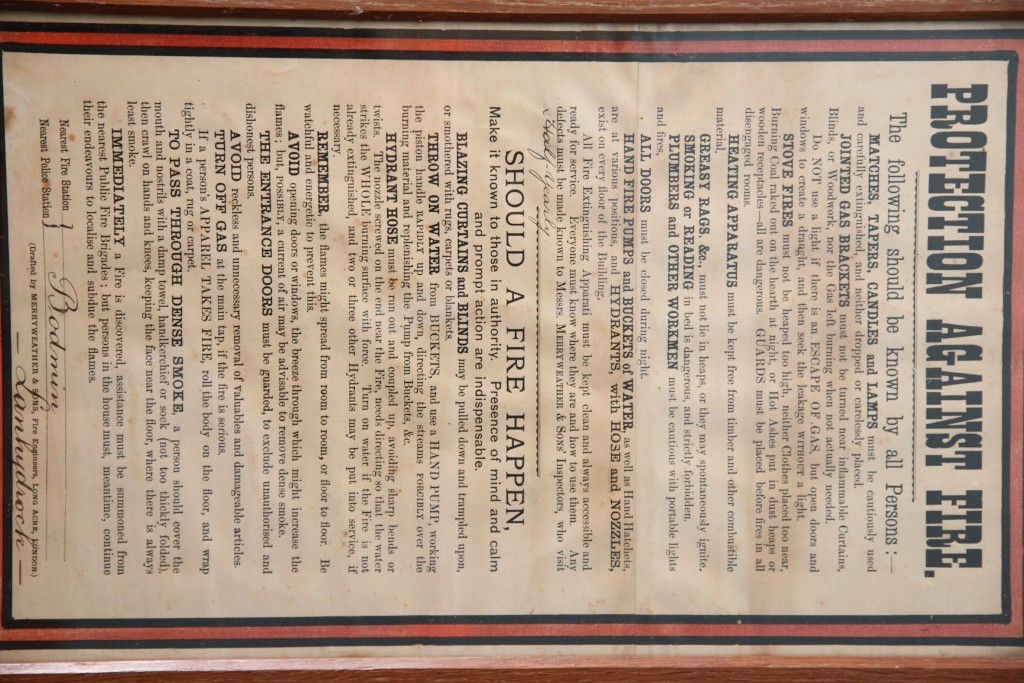 PROTECTION AGAINST FIRE.
The following should be known by all Persons:—
MATCHES, TAPERS, CANDLES and LAMPS must be cautiously used
and carefully extinguished, and neither dropped or carelessly placed.
JOINTED GAS BRACKETS must not be turned near inflammable Curtains,
Blinds, or Woodwork, nor the Gas left burning when not actually needed.
Do NOT use a light if there is an ESCAPE OF GAS, but open doors and
windows to create a draught, and then seek the leakage WITHOUT a light.
STOVE FIRES must not be heaped too high, neither Clothes placed too near,
Burning Coal raked out on the hearth at night or Hot Ashes put in dust heaps or
wooden receptacles—all are dangerous. GUARDS must be placed before fires in all
disengaged rooms.
HEATING APPARATUS must be kept free from timber and other combustible
material.
GREASY RAGS, &c., must not lie in heaps, or they may spontaneously ignite.
SMOKING or READING in bed is dangerous, and strictly forbidden.
PLUMBERS and OTHER WORKMEN must be cautious with portable lights
and fires.
ALL DOORS must be closed during night.
HAND FIRE PUMPS and BUCKETS of WATER, as well as Hand Hatchets,
are at various positions, and HYDRANTS, with HOSE and NOZZLES,
exist on every floor of the Building.
All Fire Extinguishing Apparati must be kept clean and always accessible and
ready for service. Everyone must know where they are and how to use them. Any
defects must be made known to Messrs. MERRYWEATHER & SONS' Inspectors, who visit
half-yearly
SHOULD A FIRE HAPPEN,
Make it known to those in authority. Presence of mind and calm
and prompt action are indispensable.
BLAZING CURTAINS and BLINDS may be pulled down and trampled upon,
or smothered with rugs, carpets or blankets.
THROW ON WATER from BUCKETS, and use a HAND PUMP, working
the piston handle RAPIDLY up and down, directing the streams ROUGHLY over the
burning material and replenishing the Pump from Buckets, &c.
HYDRANT HOSE must be run out and coupled up, avoiding sharp bends or
twists. The nozzle screwed on the end near the Fire, needs directing so that the water
strikes the WHOLE burning surface with force. Turn on water if the Fire is not
already extinguished, and two or three other Hydrants may be put into service, if
necessary.
REMEMBER, the flames might spread from room to room, or floor to floor. Be
watchful and energetic to prevent this.
AVOID opening doors or windows, the breeze through which might increase the
flames; but, POSSIBLY, a current of air may be advisable to remove dense smoke.
THE ENTRANCE DOORS must be guarded, to exclude unauthorised and
dishonest persons.
AVOID reckless and unnecessary removal of valuables and damageable articles.
TURN OFF GAS at the main tap, if the fire is serious.
If a person's APPAREL TAKES FIRE, roll the body on the floor, and wrap
tightly in a coat, rug or carpet.
TO PASS THROUGH DENSE SMOKE, a person should cover the
mouth and nostrils with a damp towel, handkerchief or sock (not too thickly folded),
then crawl on hands and knees, keeping the face near the floor, where there is always
least smoke.
IMMEDIATELY a Fire is discovered, assistance must be summoned from
the nearest Public Fire Brigades; but persons in the house must, meantime, continue
their endeavours to localise and subdue the flames.
Nearest Fire Station
Nearest Police Station } Bodmin
(Drafted by MERRYWEATHER & SONS, Fire Engineers, LONG ACRE, LONDON.)
— Lanhydrock —